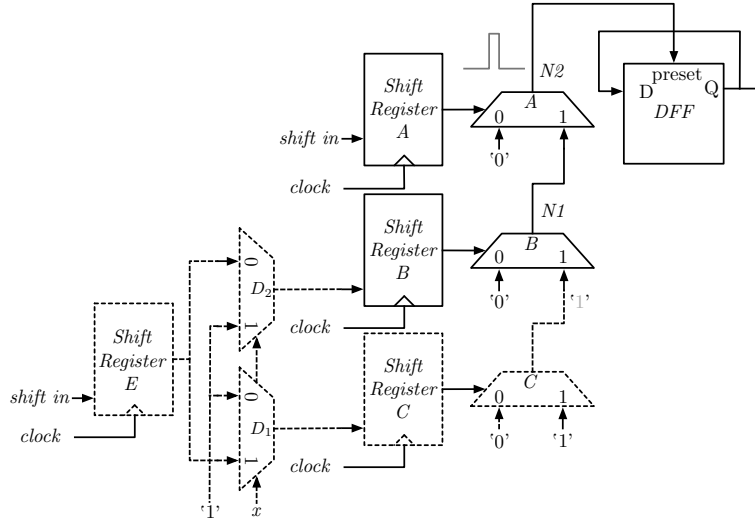 N2
preset
D
Q
DFF
Shift
Register
A
A
0
1
shift in
'0'
clock
N1
Shift
Register
B
B
0
1
0
D2
1
'0'
'1'
clock
Shift
Register
E
Shift
Register
C
C
0
1
shift in
0
D1
1
'0'
'1'
clock
clock
'1'
x